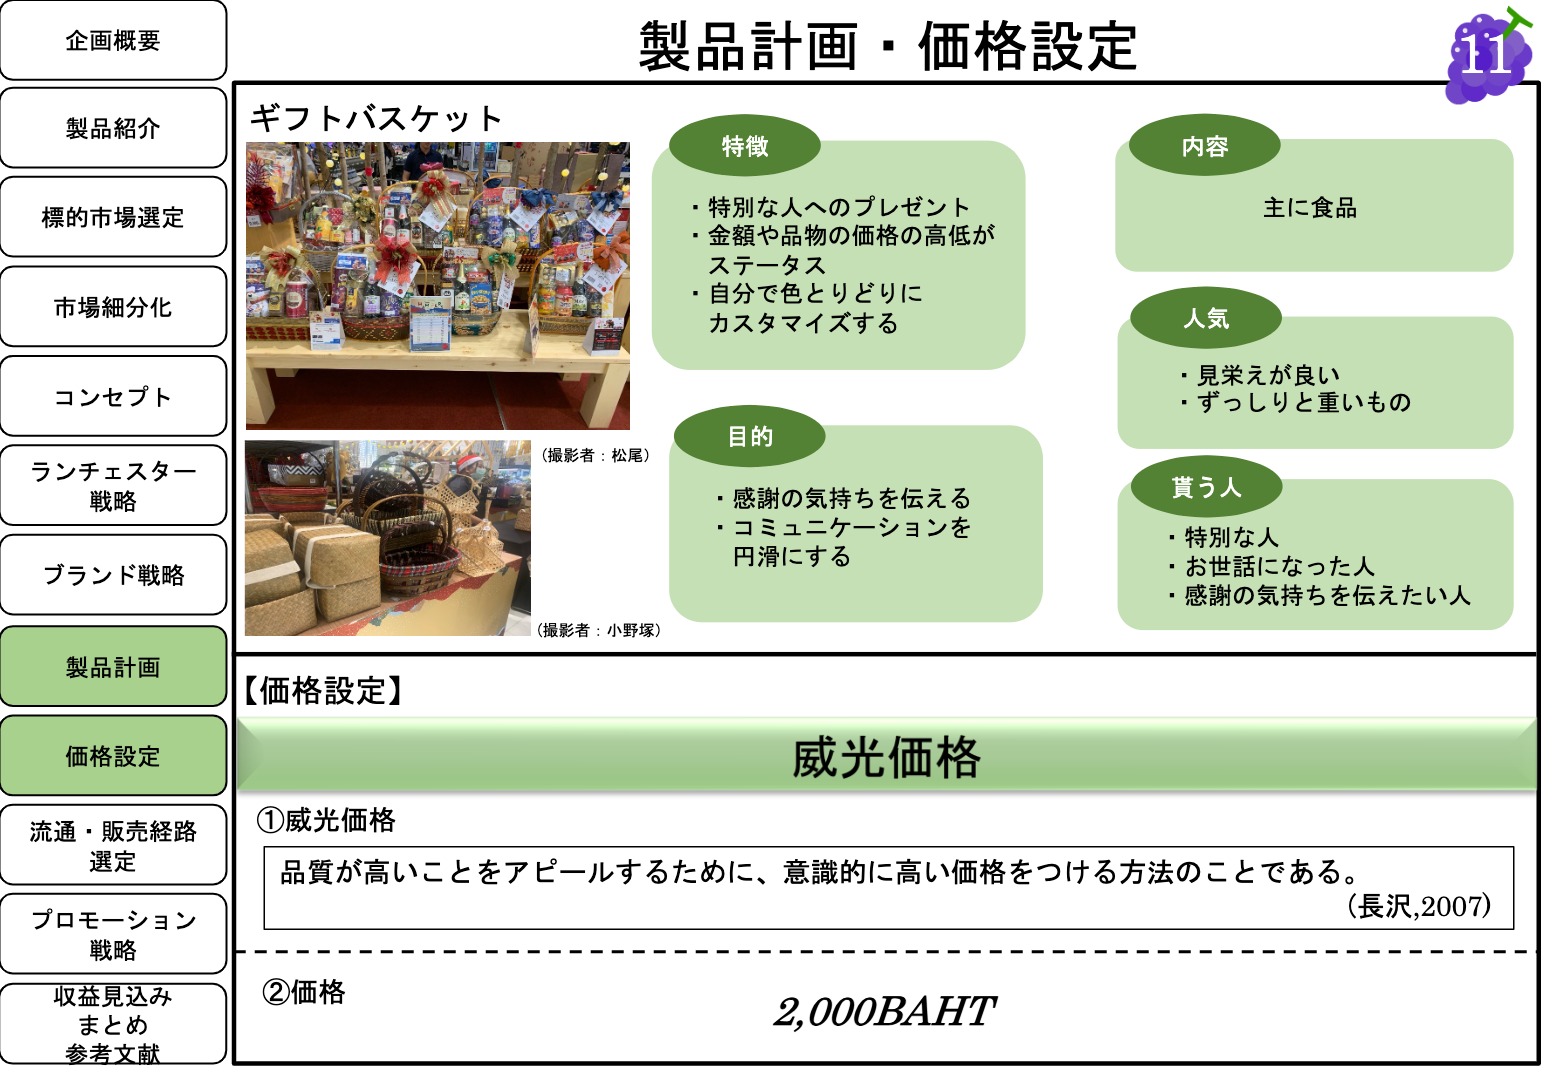 企画概要
製品紹介
標的市場選定
市場細分化
コンセプト
ランチェスター
戦略
ブランド戦略
製品計画
価格設定
流通・販売経路
選定
プロモーション
戦略
収益見込み
まとめ
参考文献
製品計画・価格設定
11
ギフトバスケット
(撮影者：松尾)
(撮影者：小野塚)
特徴
・特別な人へのプレゼント
・金額や品物の価格の高低が
ステータス
・自分で色とりどりに
カスタマイズする
目的
・感謝の気持ちを伝える
・コミュニケーションを
円滑にする
内容
主に食品
人気
・見栄えが良い
・ずっしりと重いもの
貰う人
・特別な人
・お世話になった人
・感謝の気持ちを伝えたい人
【価格設定】
威光価格
①威光価格
品質が高いことをアピールするために、意識的に高い価格をつける方法のことである。
(長沢,2007)
②価格
2,000BAHT